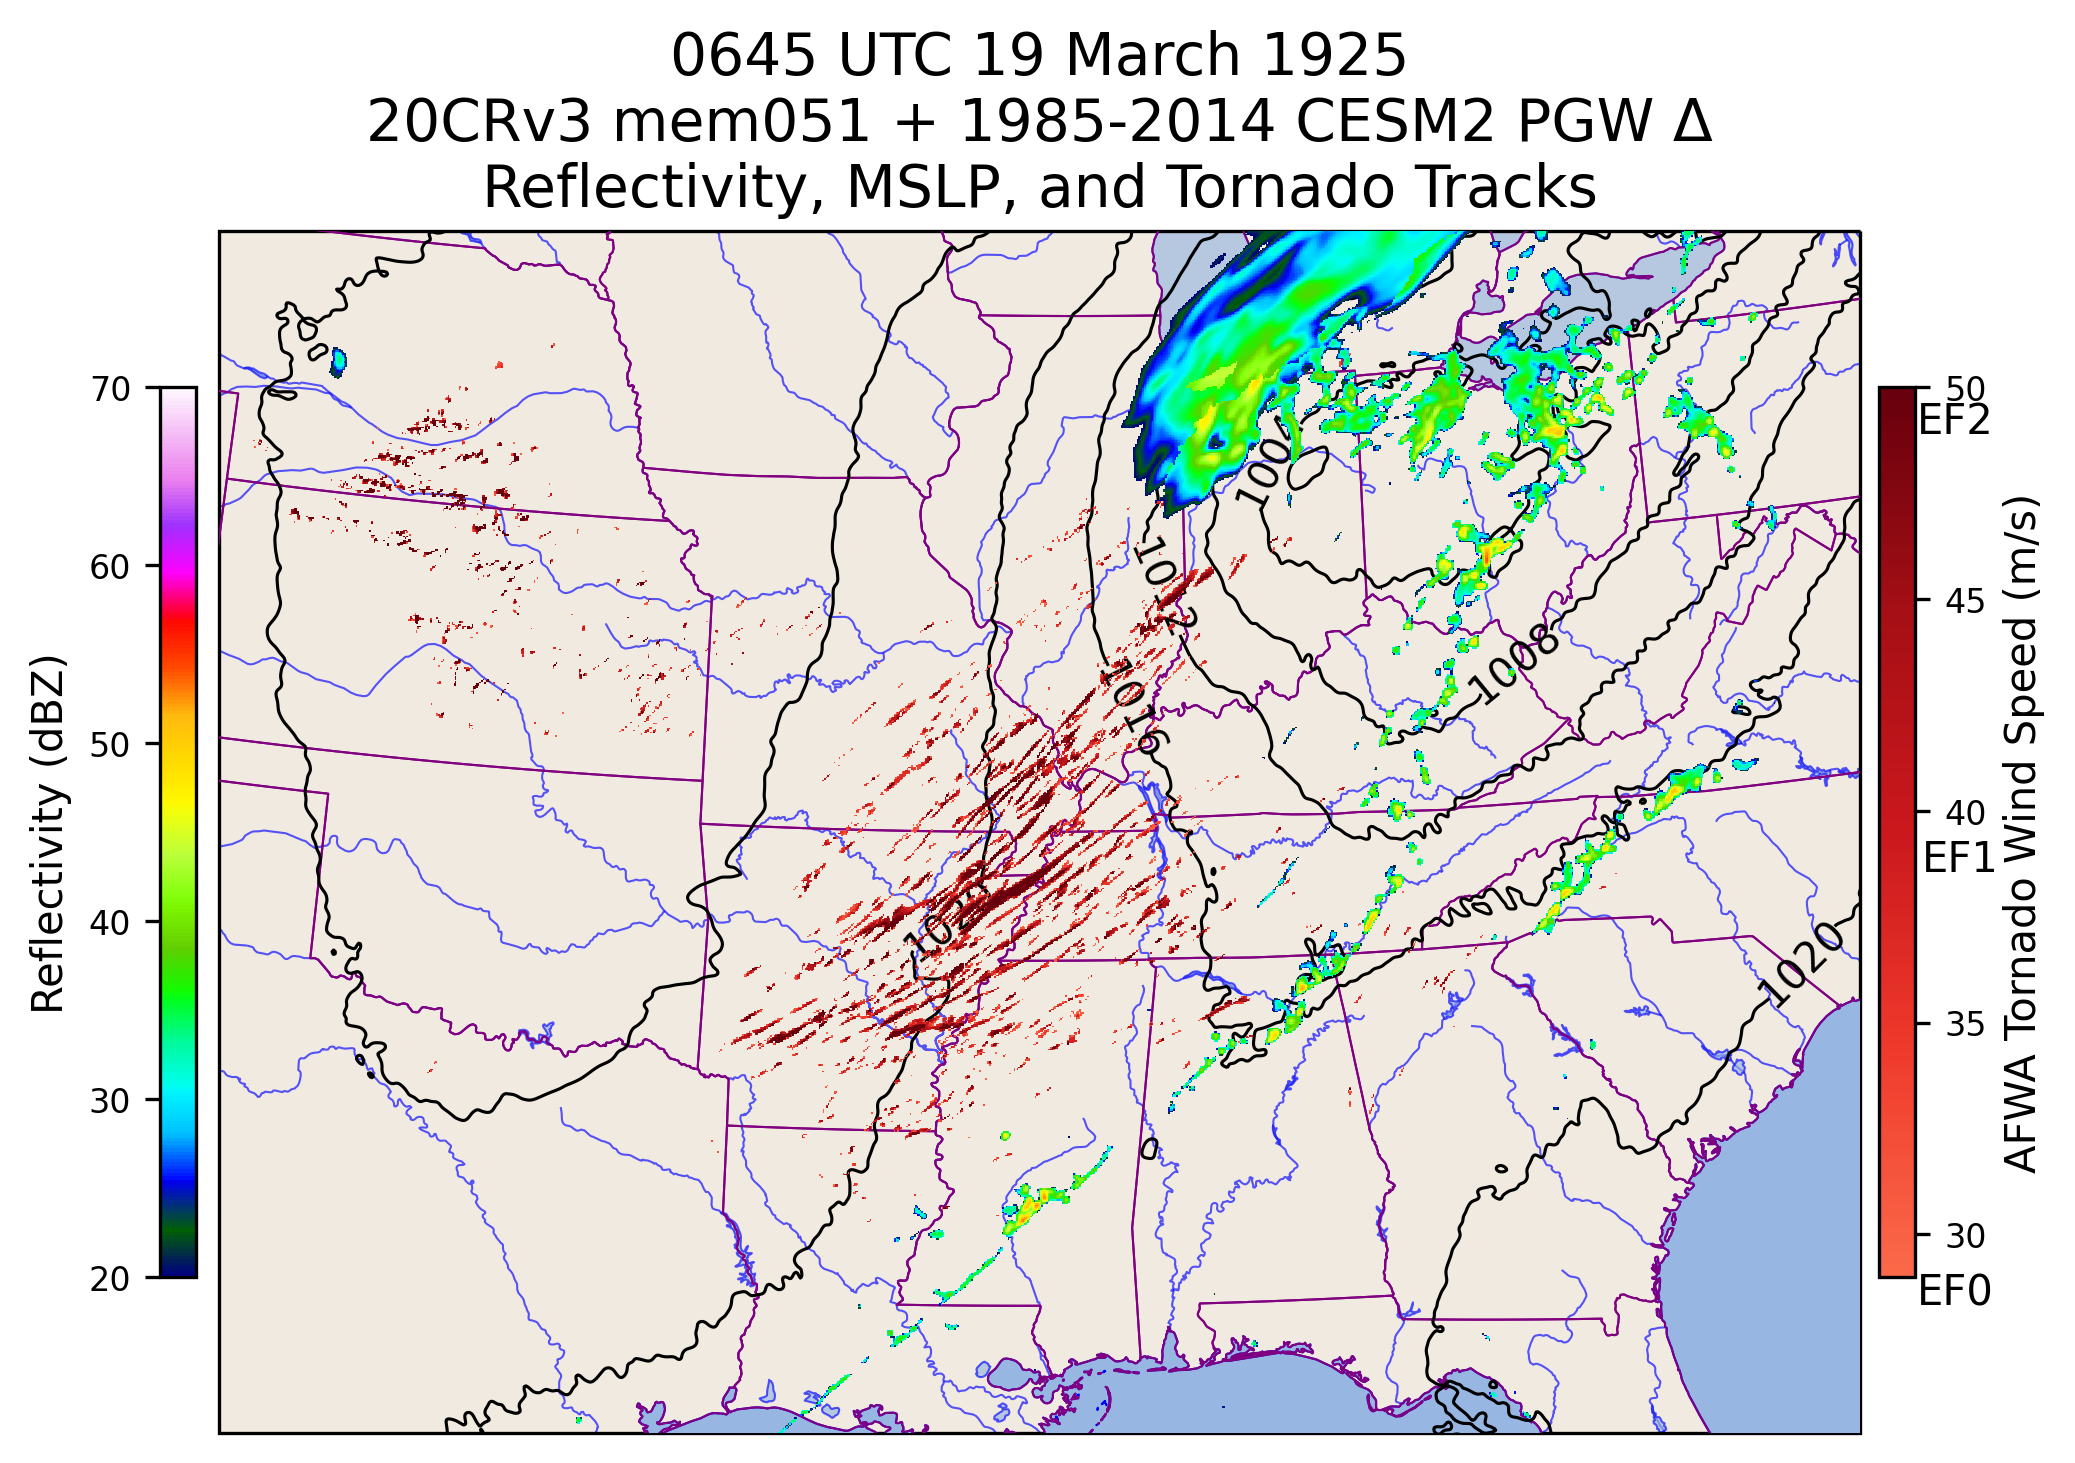 0645 UTC 19 March 1925
20CRv3 mem051 + 1985-2014 CESM2 PGW Δ
Reflectivity, MSLP, and Tornado Tracks
70
60
50
40
30
20
Reflectivity (dBZ)
1004
1012
1016
1008
1020
1020
50
EF2
45
40
EF1
35
30
EF0
AFWA Tornado Wind Speed (m/s)